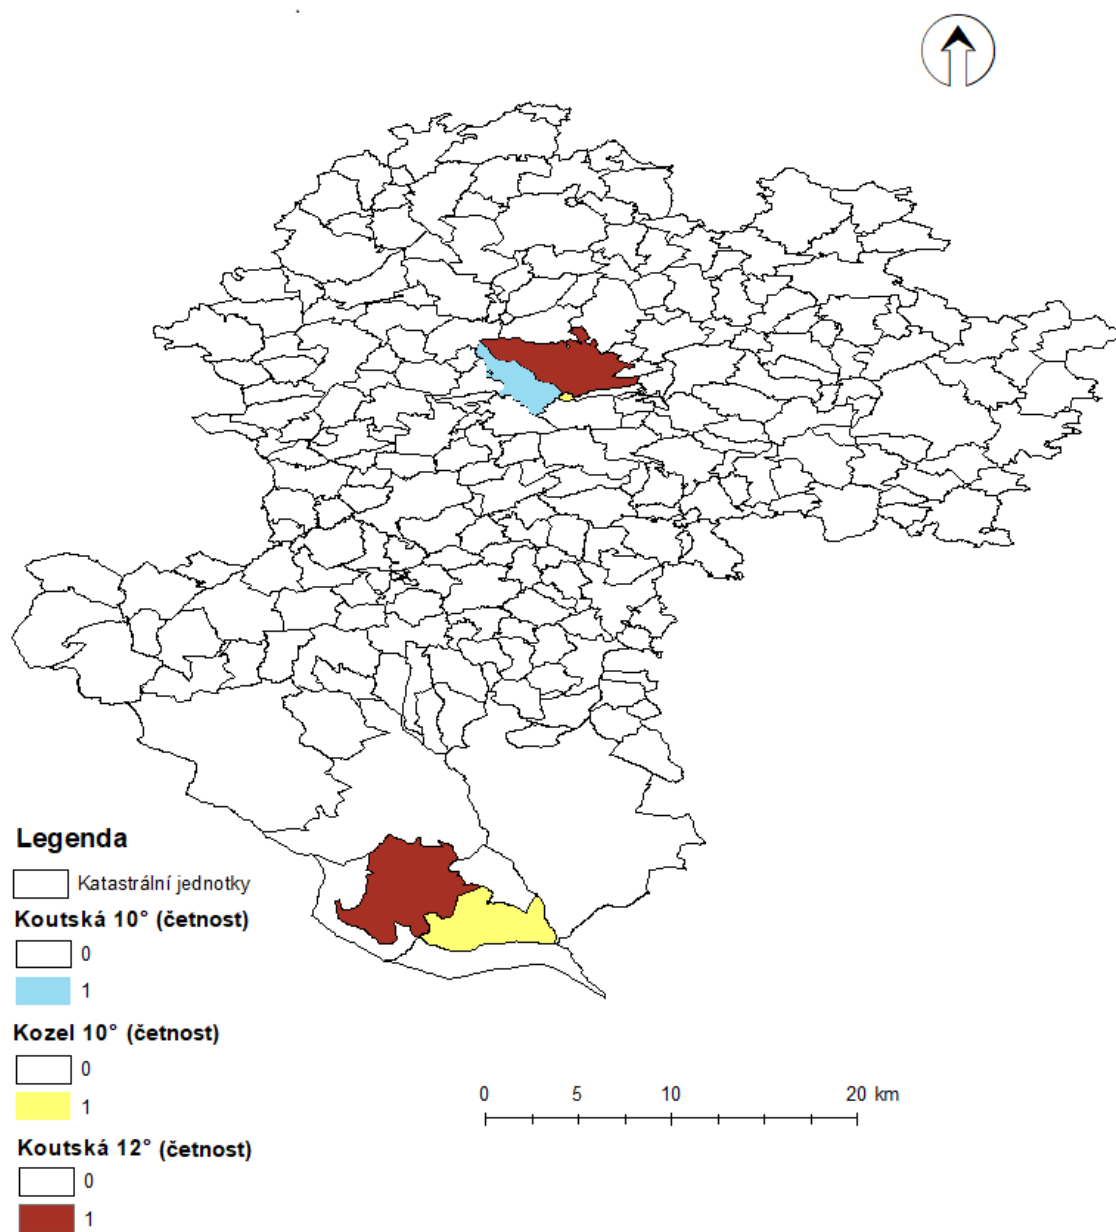 Legenda
Katastrální jednotky
Koutská 10° (četnost)
0
1
Kozel 10° (četnost)
0
1
Koutská 12° (četnost)
0
1
0 5 10 20 km